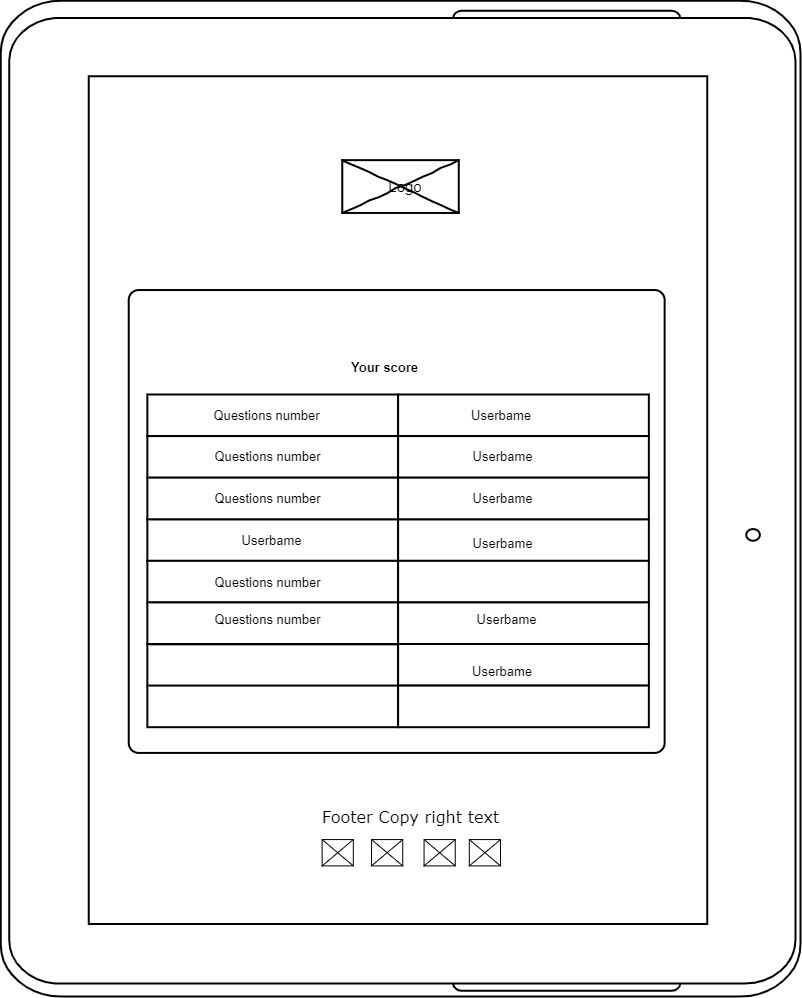 Logo
Your score
Questions number Userbame
Questions number Userbame
Questions number Userbame
Userbame Userbame
Questions number
Questions number Userbame
Userbame
Footer Copy right text